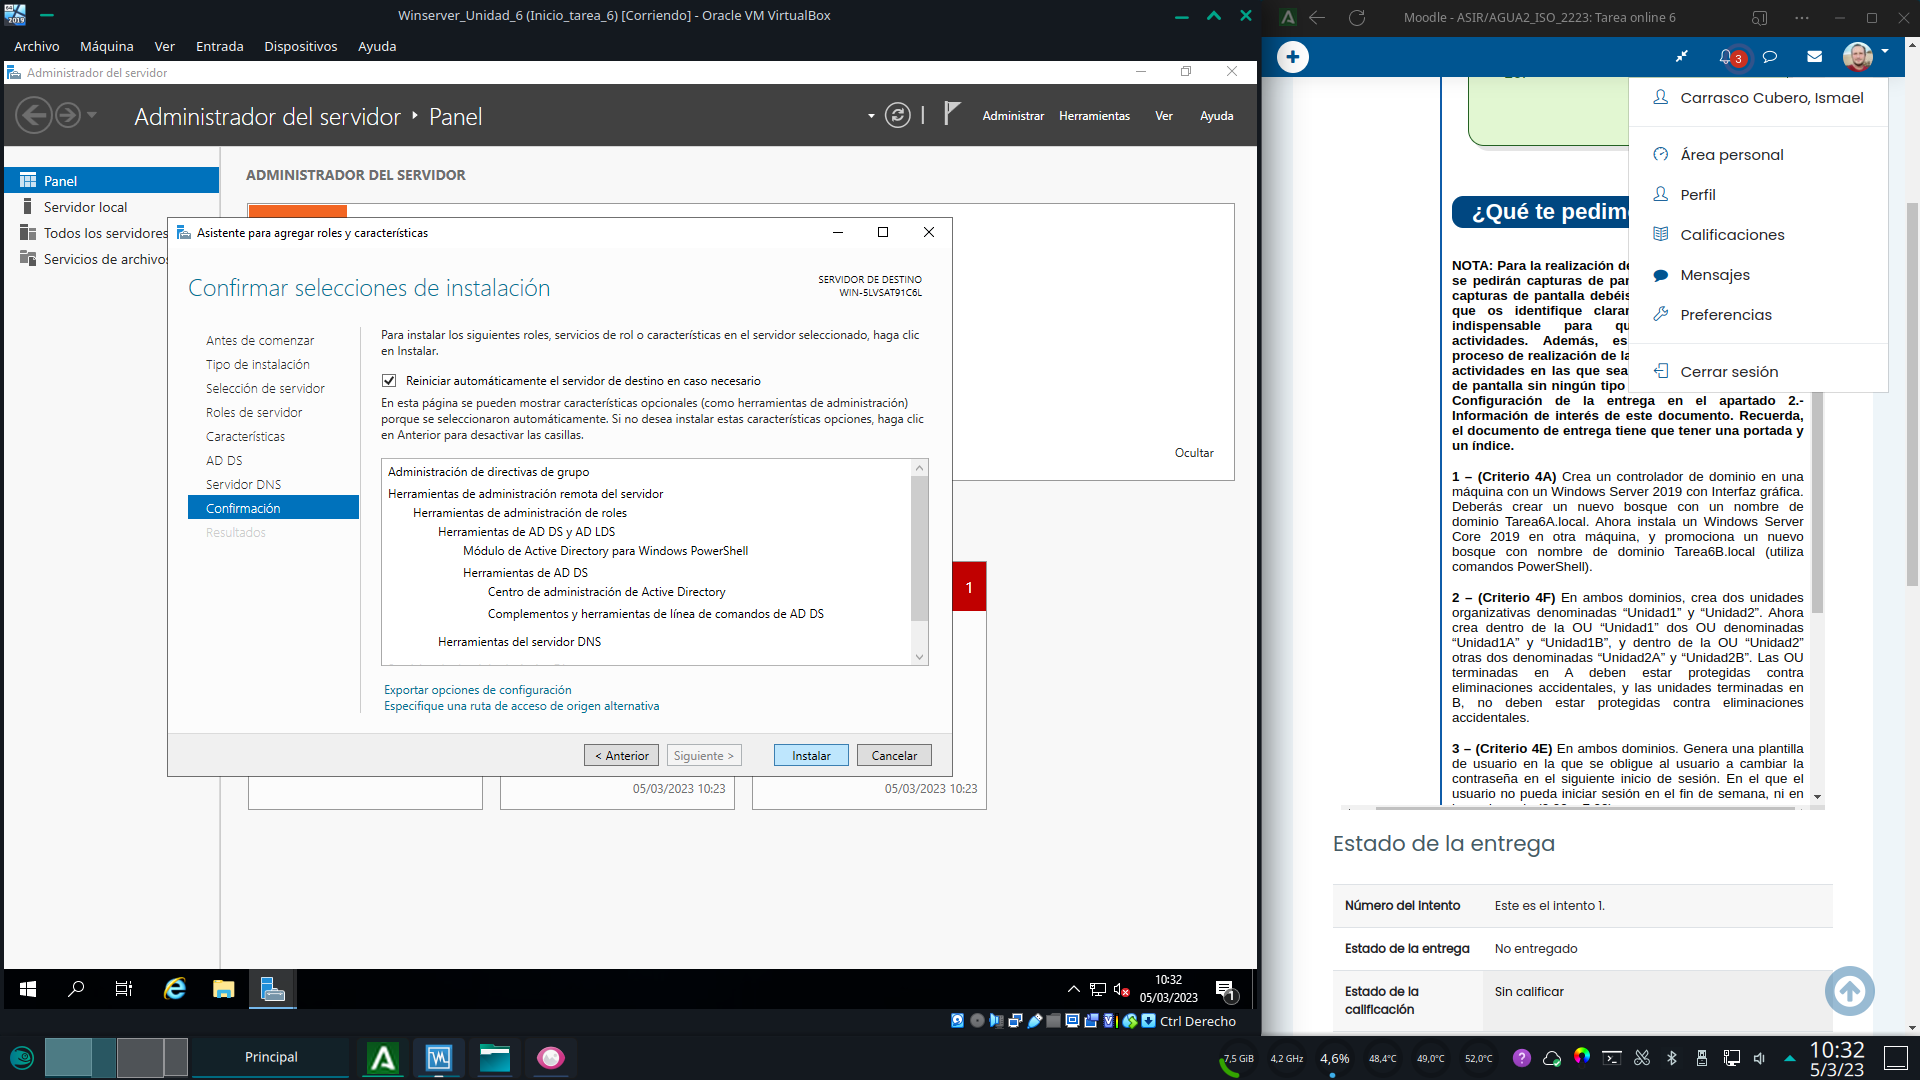 Winserver_Unidad_6 (Inicio_tarea_6) [Corriendo] - Oracle VM VirtualBox
Archivo Máquina Ver Entrada Dispositivos Ayuda
Administrador del servidor
Administrador del servidor Panel
Administrar Herramientas Ver Ayuda
Panel
Servidor local
Todos los servidores
Servicios de archivos
ADMINISTRADOR DEL SERVIDOR
Ocultar
1
05/03/2023 10:23
05/03/2023 10:23
Asistente para agregar roles y características
Confirmar selecciones de instalación
SERVIDOR DE DESTINO
WIN-5LVSAT91C6L
Antes de comenzar
Tipo de instalación
Selección de servidor
Roles de servidor
Características
AD DS
Servidor DNS
Confirmación
Resultados
Para instalar los siguientes roles, servicios de rol o características en el servidor seleccionado, haga clic
en Instalar.
Reiniciar automáticamente el servidor de destino en caso necesario
En esta página se pueden mostrar características opcionales (como herramientas de administración)
porque se seleccionaron automáticamente. Si no desea instalar estas características opciones, haga clic
en Anterior para desactivar las casillas.
Administración de directivas de grupo
Herramientas de administración remota del servidor
Herramientas de administración de roles
Herramientas de AD DS y AD LDS
Módulo de Active Directory para Windows PowerShell
Herramientas de AD DS
Centro de administración de Active Directory
Complementos y herramientas de línea de comandos de AD DS
Herramientas del servidor DNS
Exportar opciones de configuración
Especifique una ruta de acceso de origen alternativa
< Anterior Siguiente > Instalar Cancelar
10:32
05/03/2023
1
Ctrl Derecho
Moodle - ASIR/AGUA2_ISO_2223: Tarea online 6
3
Carrasco Cubero, Ismael
Área personal
Perfil
Calificaciones
Mensajes
Preferencias
Cerrar sesión
¿Qué te pedim
NOTA: Para la realización de
se pedirán capturas de pan
capturas de pantalla debéis
que os identifique claram
indispensable para qu
actividades. Además, es
proceso de realización de la
actividades en las que sea
de pantalla sin ningún tipo
Configuración de la entrega en el apartado 2.-
Información de interés de este documento. Recuerda,
el documento de entrega tiene que tener una portada y
un índice.
1 – (Criterio 4A) Crea un controlador de dominio en una
máquina con un Windows Server 2019 con Interfaz gráfica.
Deberás crear un nuevo bosque con un nombre de
dominio Tarea6A.local. Ahora instala un Windows Server
Core 2019 en otra máquina, y promociona un nuevo
bosque con nombre de dominio Tarea6B.local (utiliza
comandos PowerShell).
2 – (Criterio 4F) En ambos dominios, crea dos unidades
organizativas denominadas “Unidad1” y “Unidad2”. Ahora
crea dentro de la OU “Unidad1” dos OU denominadas
“Unidad1A” y “Unidad1B”, y dentro de la OU “Unidad2”
otras dos denominadas “Unidad2A” y “Unidad2B”. Las OU
terminadas en A deben estar protegidas contra
eliminaciones accidentales, y las unidades terminadas en
B, no deben estar protegidas contra eliminaciones
accidentales.
3 – (Criterio 4E) En ambos dominios. Genera una plantilla
de usuario en la que se obligue al usuario a cambiar la
contraseña en el siguiente inicio de sesión. En el que el
usuario no pueda iniciar sesión en el fin de semana, ni en
Estado de la entrega
Número del intento Este es el intento 1.
Estado de la entrega No entregado
Estado de la
calificación
Sin calificar
Principal
7,5 GiB 4,2 GHz 4,6% 48,4°C 49,0°C 52,0°C
10:32
5/3/23